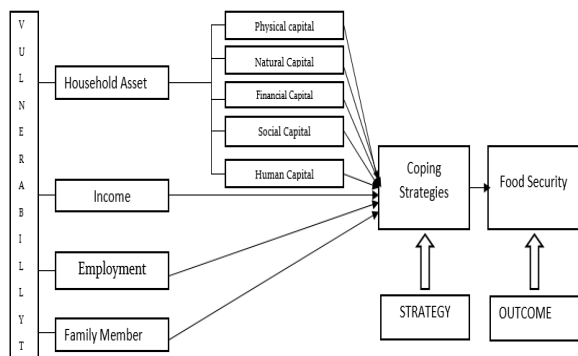 VULNERABILLYT
Household Asset
Income
Employment
Family Member
Physical capital
Natural Capital
Financial Capital
Social Capital
Human Capital
Coping
Strategies
Food Security
STRATEGY
OUTCOME